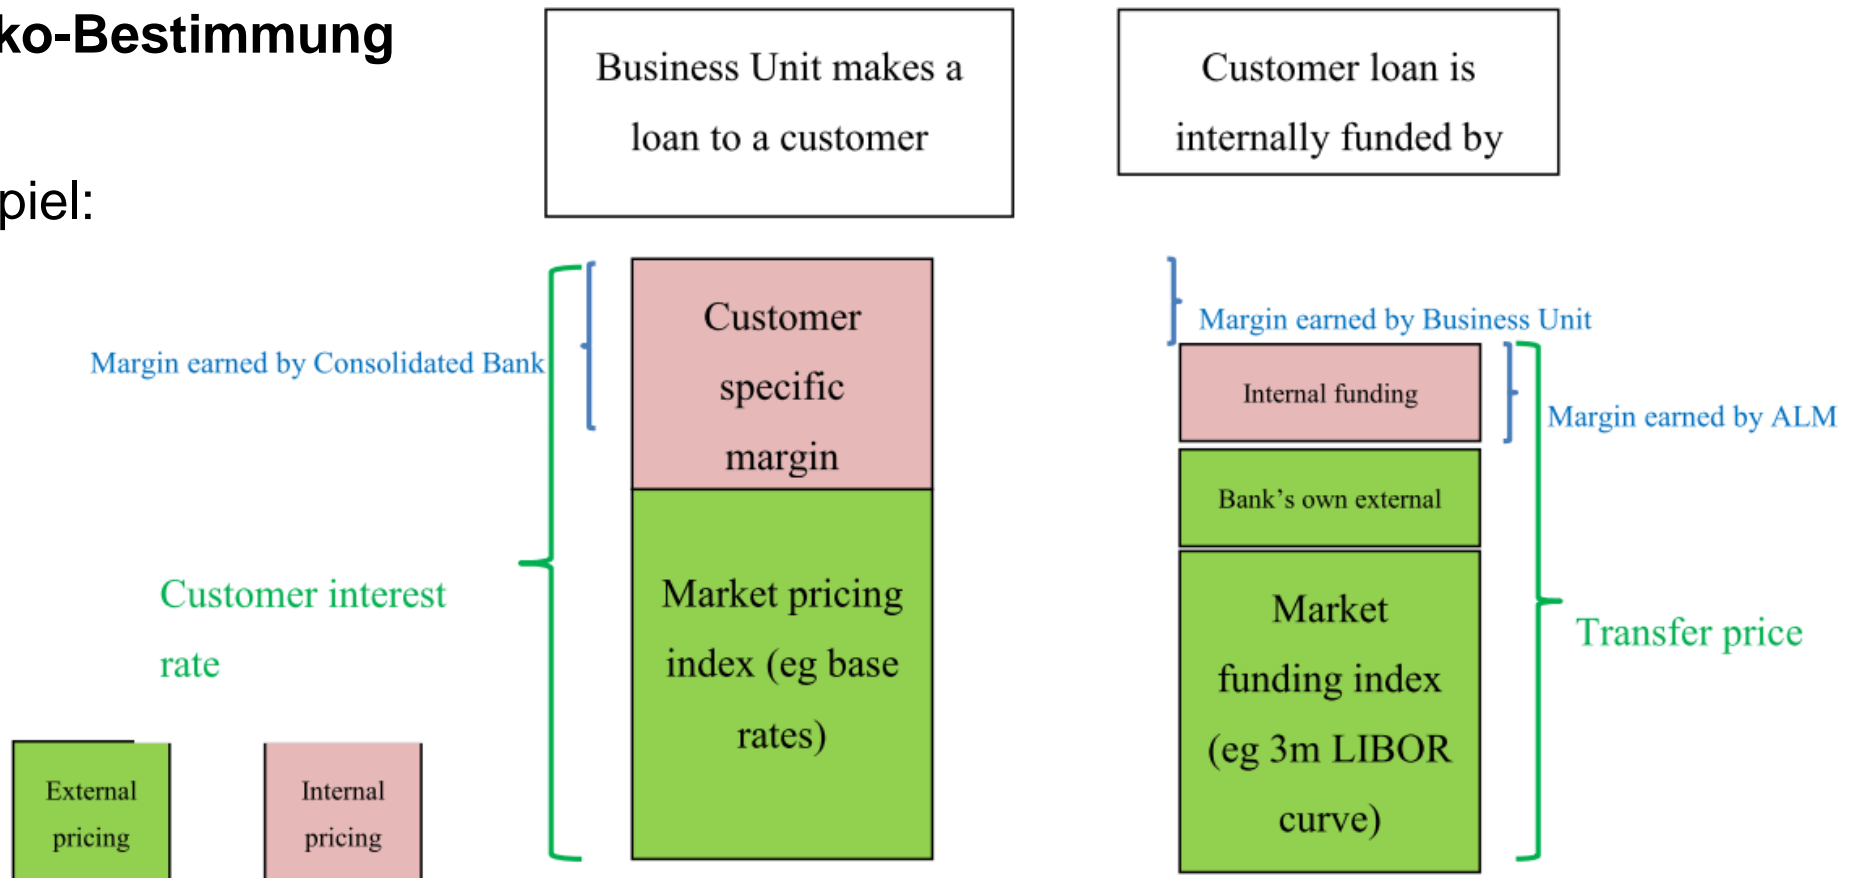 ko-Bestimmung
piel:
Business Unit makes a
loan to a customer
Customer loan is
internally funded by
Margin earned by Consolidated Bank
Customer
specific
margin
Margin earned by Business Unit
Internal funding
Margin earned by ALM
Bank's own external
Customer interest
rate
Market pricing
index (eg base
rates)
Market
funding index
(eg 3m LIBOR
curve)
Transfer price
External
pricing
Internal
pricing